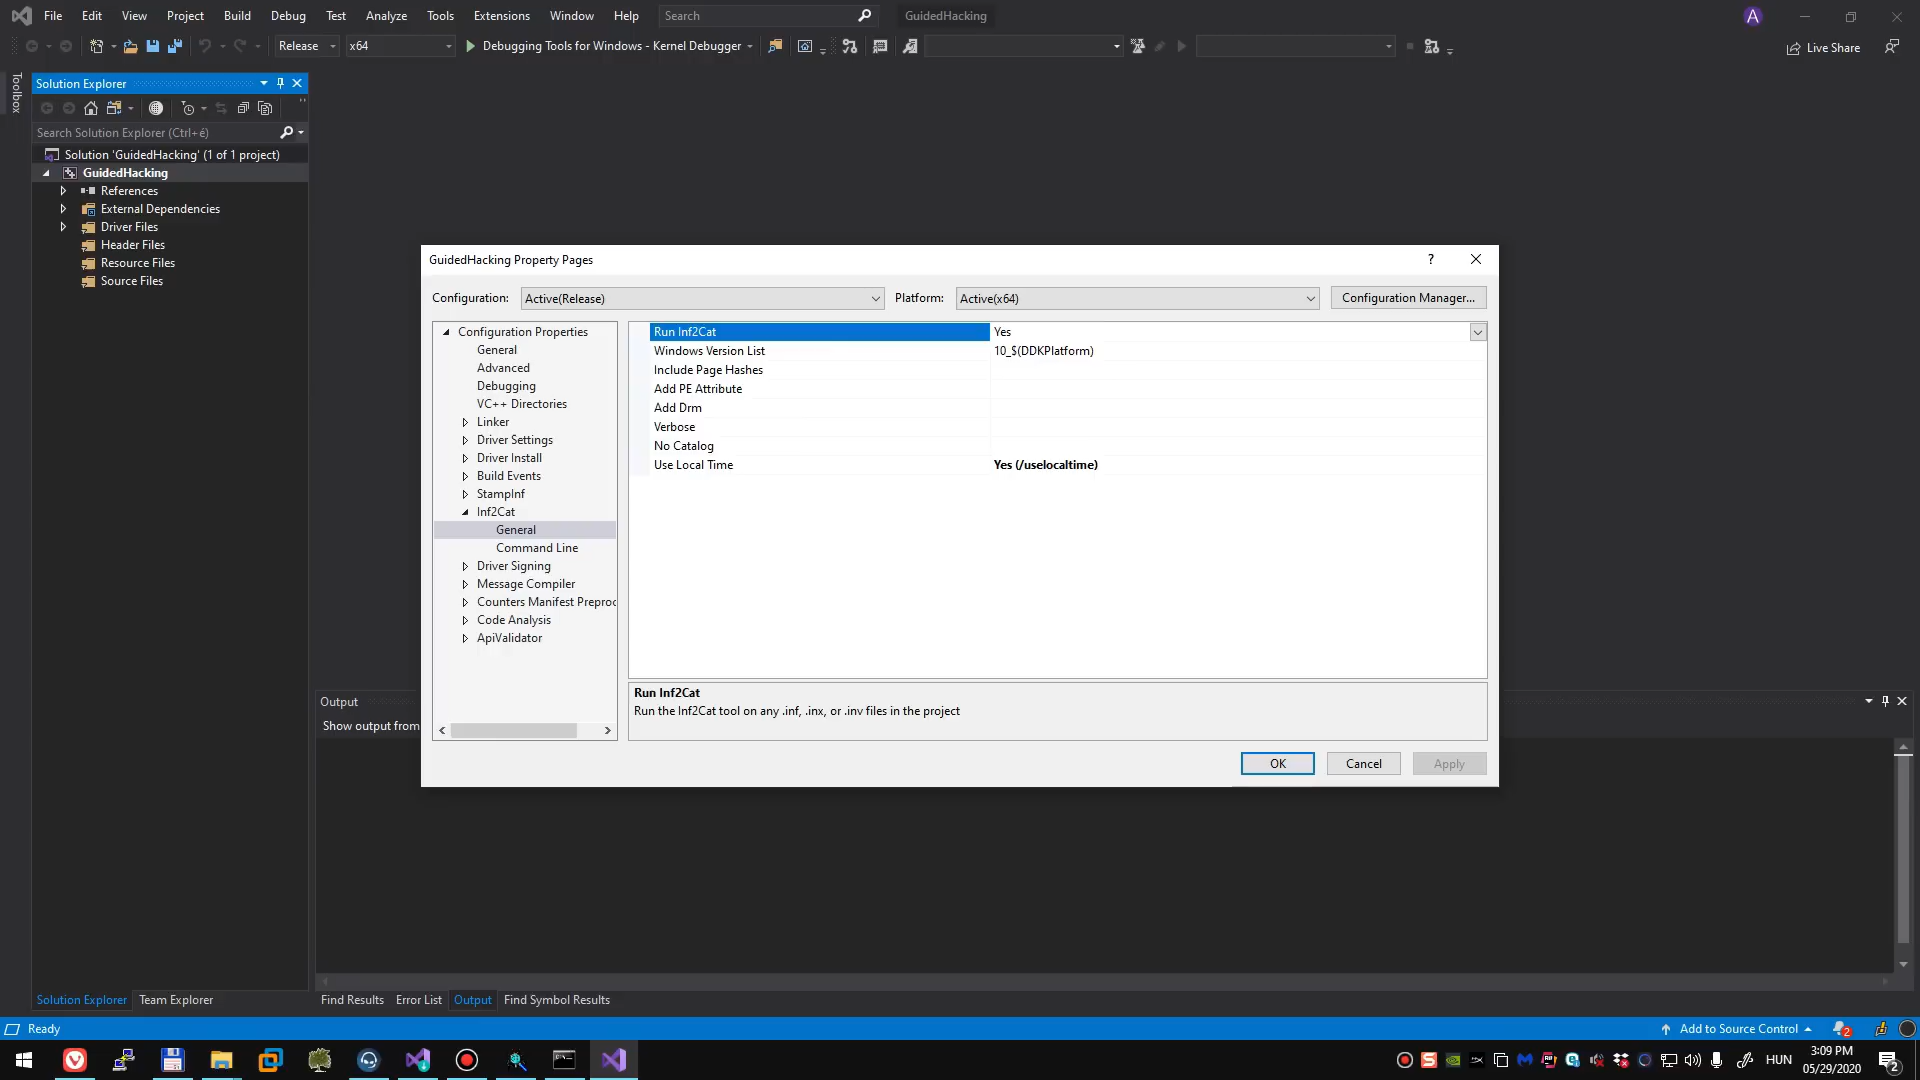 File Edit View Project Build Debug Test Analyze Tools Extensions Window Help Search GuidedHacking A
Release x64 Debugging Tools for Windows - Kernel Debugger Live Share
Toolbox
Solution Explorer
Search Solution Explorer (Ctrl+é)
Solution 'GuidedHacking' (1 of 1 project)
GuidedHacking
References
External Dependencies
Driver Files
Header Files
Resource Files
Source Files
GuidedHacking Property Pages ?
Configuration: Active(Release) Platform: Active(x64) Configuration Manager...
Configuration Properties
General
Advanced
Debugging
VC++ Directories
Linker
Driver Settings
Driver Install
Build Events
StampInf
Inf2Cat
General
Command Line
Driver Signing
Message Compiler
Counters Manifest Preproc
Code Analysis
ApiValidator
Run Inf2Cat Yes
Windows Version List 10_$(DDKPlatform)
Include Page Hashes
Add PE Attribute
Add Drm
Verbose
No Catalog
Use Local Time Yes (/uselocaltime)
Run Inf2Cat
Run the Inf2Cat tool on any .inf, .inx, or .inv files in the project
OK Cancel Apply
Output
Show output from
Solution Explorer Team Explorer Find Results Error List Output Find Symbol Results
Ready Add to Source Control 2
HUN 3:09 PM
05/29/2020 2